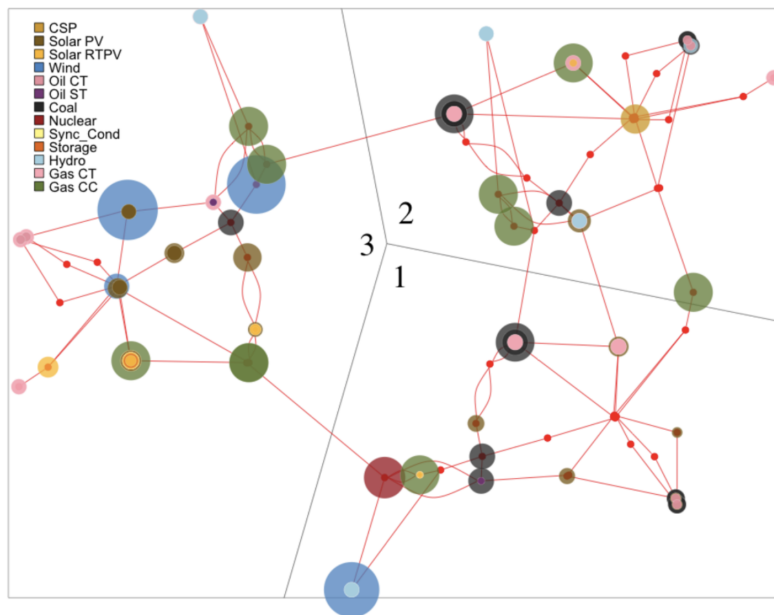 CSP
Solar PV
Solar RTPV
Wind
Oil CT
Oil ST
Coal
Nuclear
Sync_Cond
Storage
Hydro
Gas CT
Gas CC
2
3
1